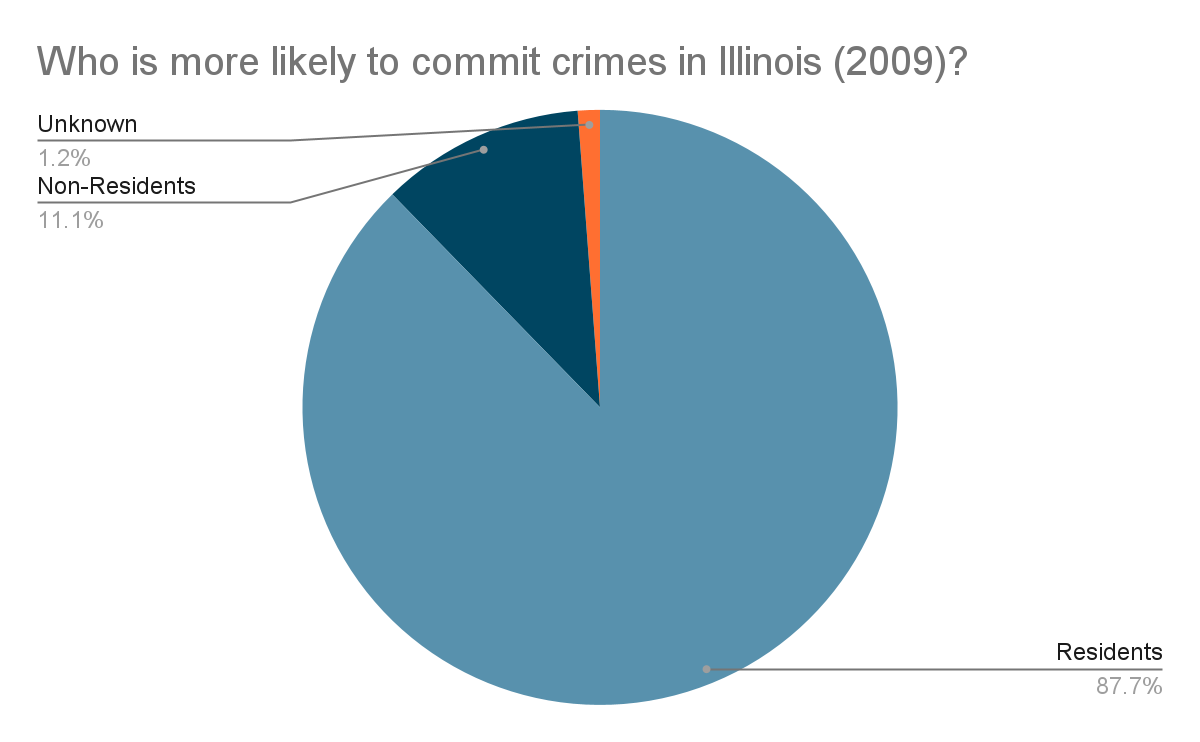 Who is more likely to commit crimes in Illinois (2009)?
Unknown
1.2%
Non-Residents
11.1%
Residents
87.7%